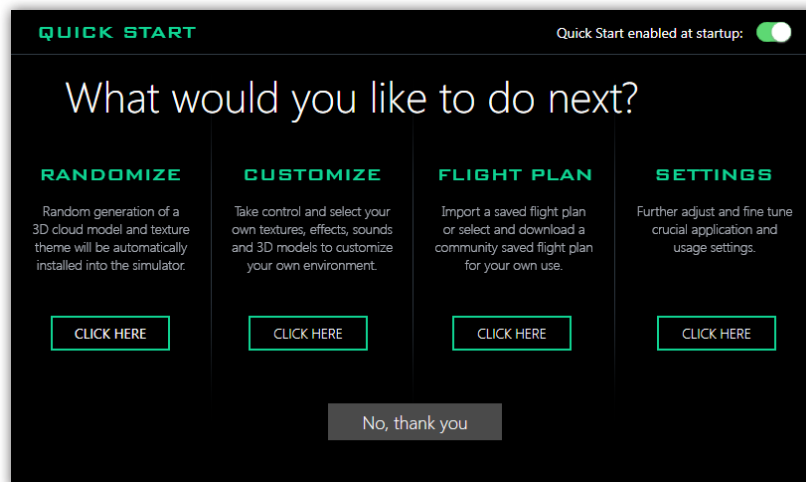 QUICK START
Quick Start enabled at startup:
What would you like to do next?
RANDOMIZE
Random generation of a
3D cloud model and texture
theme will be automatically
installed into the simulator.
CLICK HERE
CUSTOMIZE
Take control and select your
own textures, effects, sounds
and 3D models to customize
your own environment.
CLICK HERE
FLIGHT PLAN
Import a saved flight plan
or select and download a
community saved flight plan
for your own use.
CLICK HERE
SETTINGS
Further adjust and fine tune
crucial application and
usage settings.
CLICK HERE
No, thank you